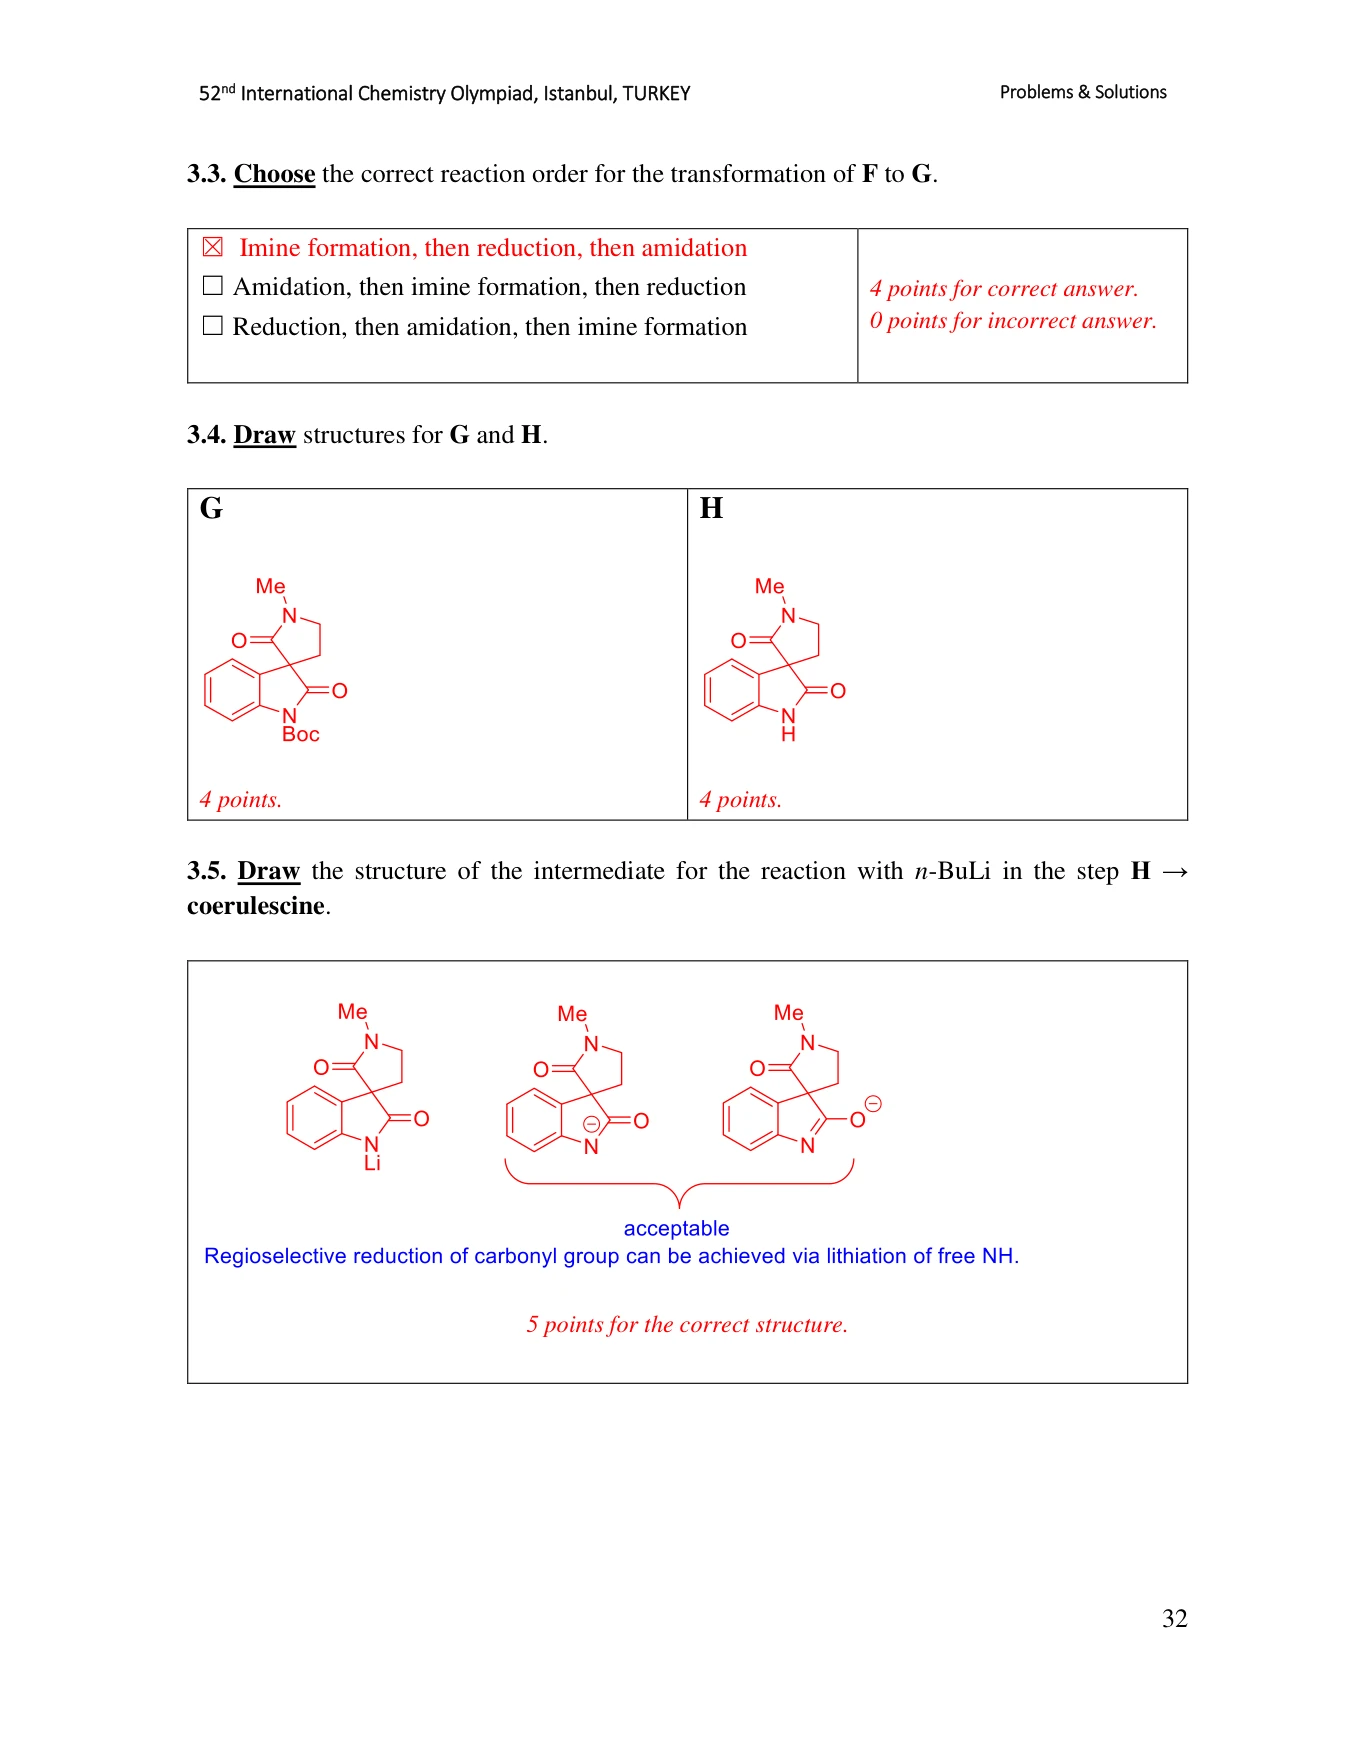 52nd International Chemistry Olympiad, Istanbul, TURKEY
Problems & Solutions
3.3. Choose the correct reaction order for the transformation of F to G.
☒ Imine formation, then reduction, then amidation
☐ Amidation, then imine formation, then reduction
☐ Reduction, then amidation, then imine formation
4 points for correct answer.
0 points for incorrect answer.
3.4. Draw structures for G and H.
G
Me
N
O
O
N
Boc
4 points.
H
Me
N
O
O
N
H
4 points.
3.5. Draw the structure of the intermediate for the reaction with n-BuLi in the step H →
coerulescine.
Me
N
O
O
N
Li
Me
N
O
⊖
O
N
Me
N
O
⊖
O
N
acceptable
Regioselective reduction of carbonyl group can be achieved via lithiation of free NH.
5 points for the correct structure.
32